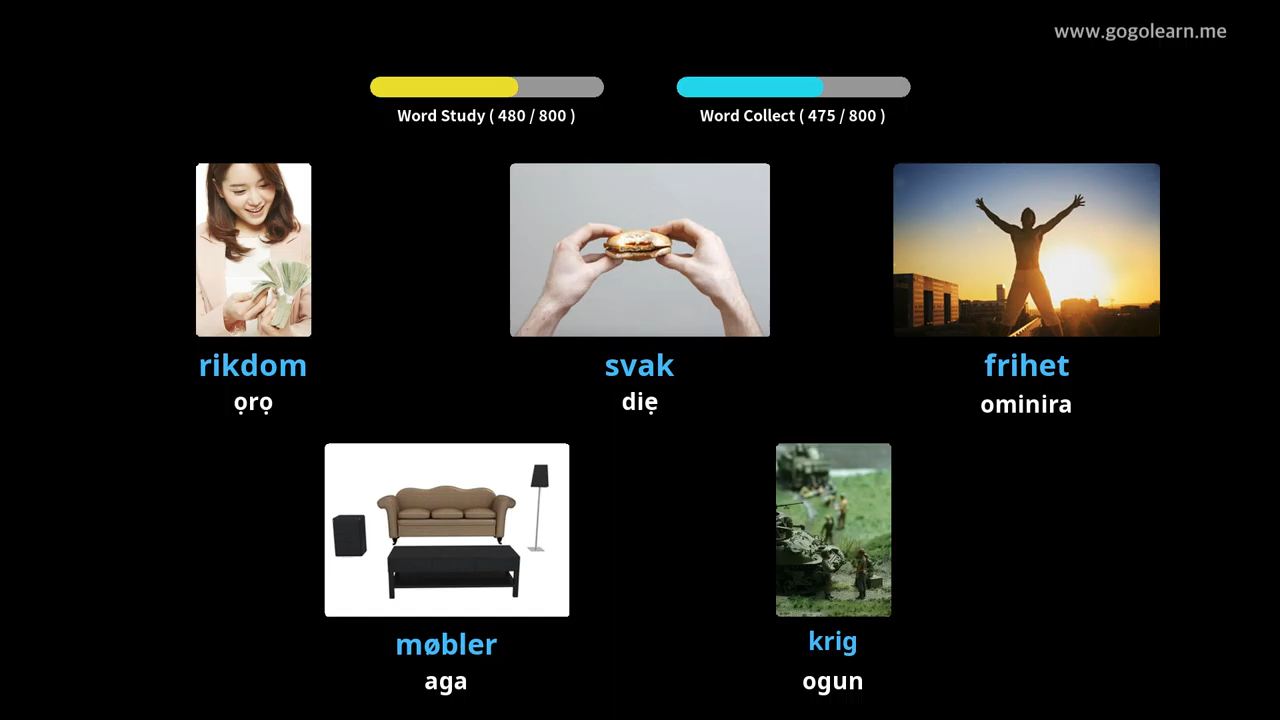 www.gogolearn.me
Word Study ( 480 / 800 )
Word Collect ( 475 / 800 )
rikdom
ọrọ
svak
diẹ
frihet
ominira
møbler
aga
krig
ogun